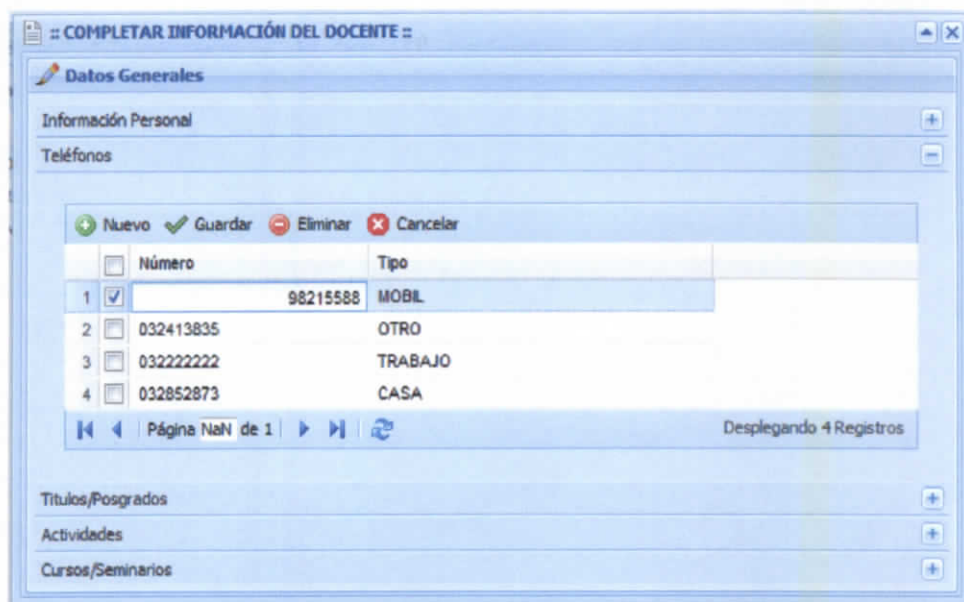 :: COMPLETAR INFORMACIÓN DEL DOCENTE ::
Datos Generales
Información Personal
Teléfonos
Nuevo Guardar Eliminar Cancelar
Número Tipo
1 98215588 MOBIL
2 032413835 OTRO
3 032222222 TRABAJO
4 032852873 CASA
Página NaN de 1 Desplegando 4 Registros
Titulos/Posgrados
Actividades
Cursos/Seminarios